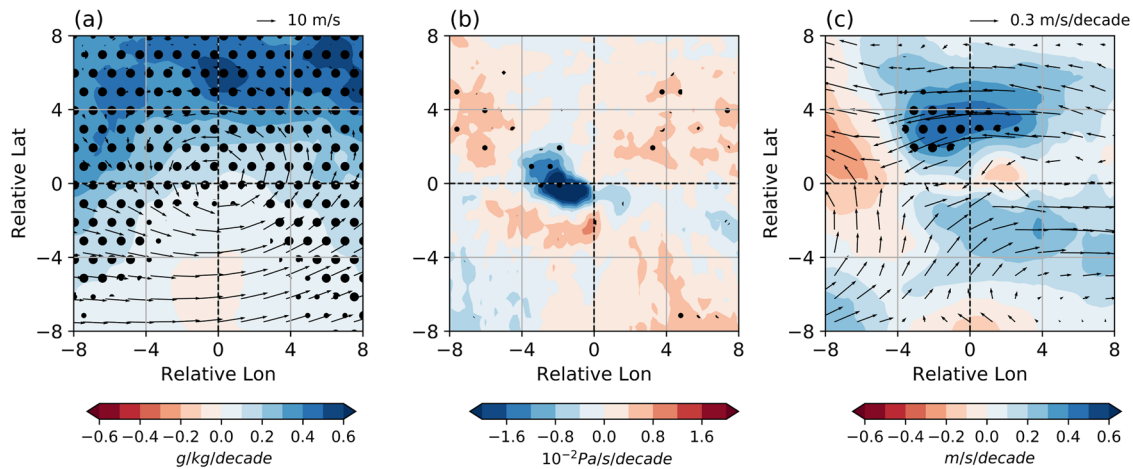 (a) → 10 m/s (b) (c) → 0.3 m/s/decade
8 8 8
4 4 4
0 0 0
−4 −4 −4
−8 −8 −8
Relative Lat
Relative Lat
−8 −4 0 4 8 −8 −4 0 4 8 −8 −4 0 4 8
Relative Lon Relative Lon Relative Lon
−0.6 −0.4 −0.2 0.0 0.2 0.4 0.6 −1.6 −0.8 0.0 0.8 1.6 −0.6 −0.4 −0.2 0.0 0.2 0.4 0.6
g/kg/decade 10⁻²Pa/s/decade m/s/decade